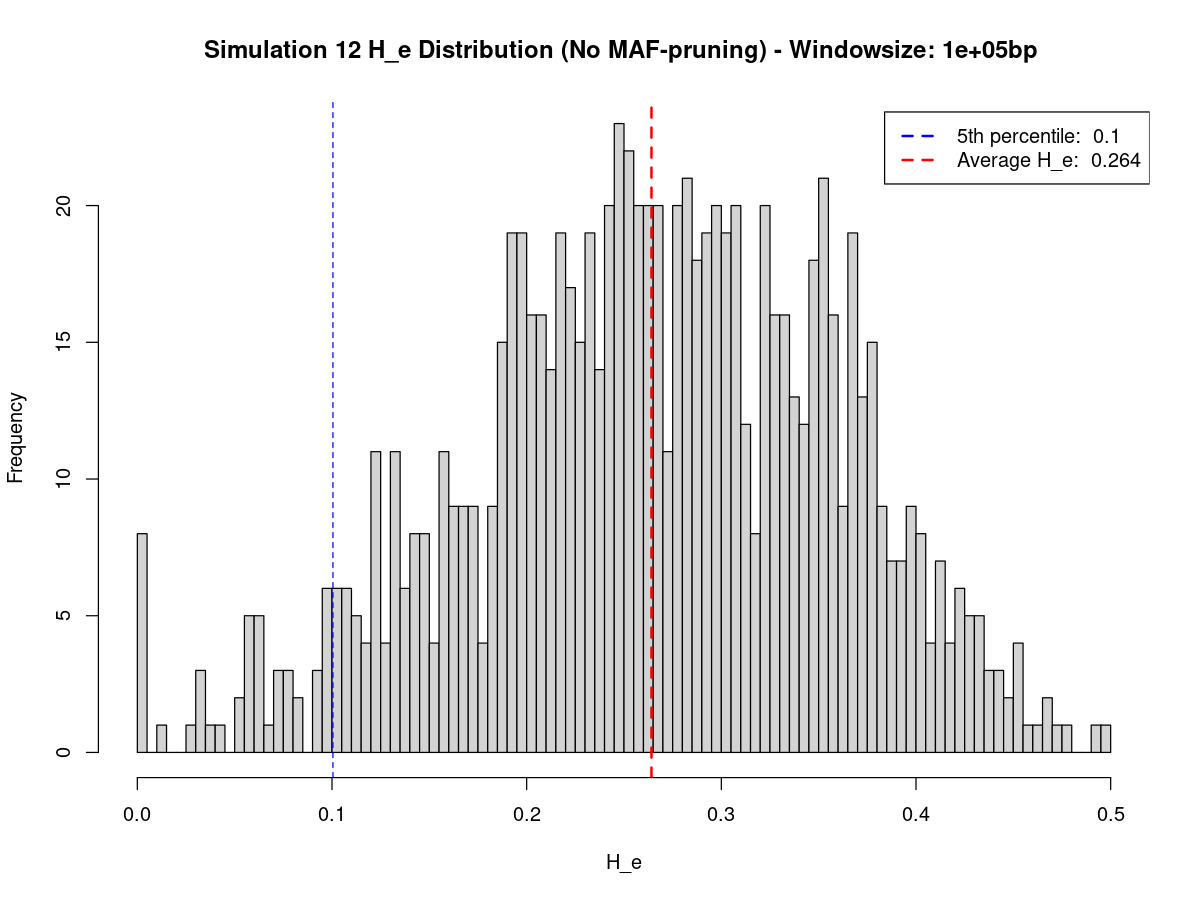 Simulation 12 H_e Distribution (No MAF-pruning) - Windowsize: 1e+05bp
5th percentile:  0.1
Average H_e:  0.264
Frequency
20
15
10
5
0
0.0 0.1 0.2 0.3 0.4 0.5
H_e